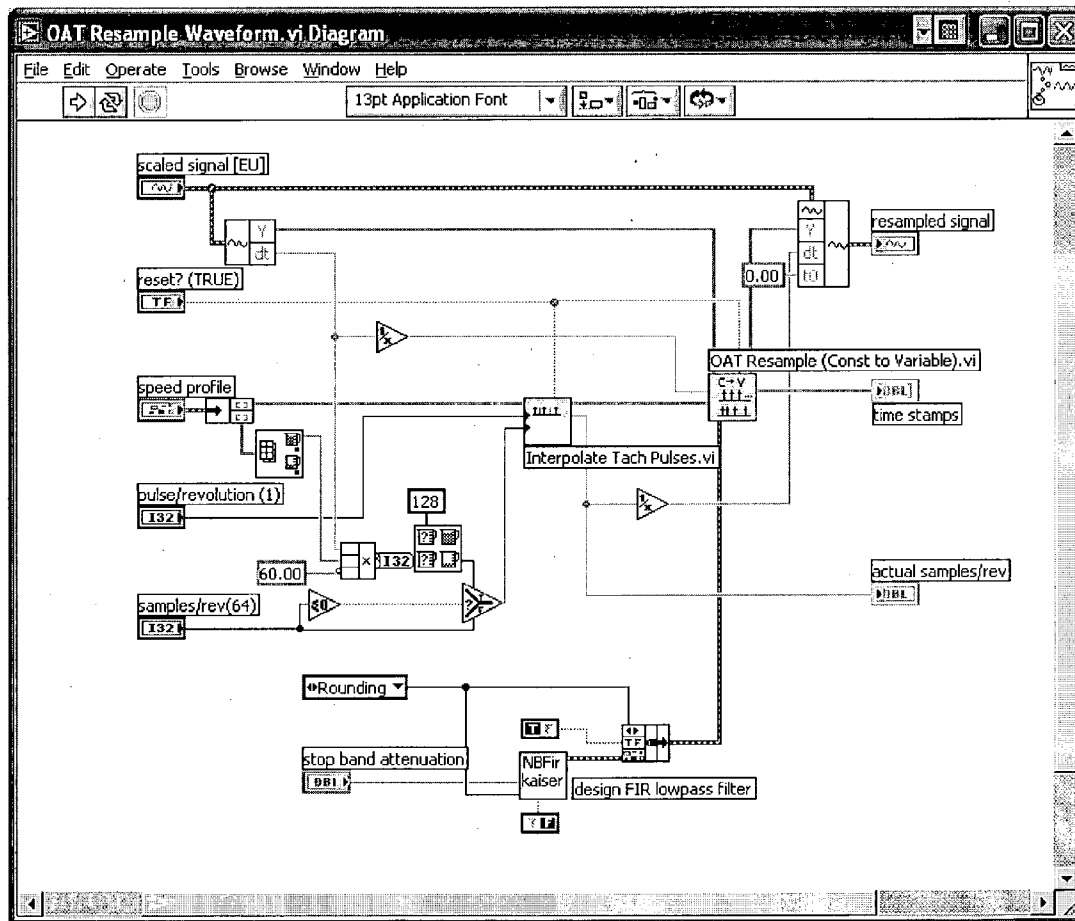 OAT Resample Waveform.vi Diagram
File Edit Operate Tools Browse Window Help
13pt Application Font
scaled signal [EU]
Y
dt
Y
dt
t0
resampled signal
0.00
reset? (TRUE)
TF
1/x
OAT Resample (Const to Variable).vi
C→V
speed profile
DBL
time stamps
Interpolate Tach Pulses.vi
pulse/revolution (1)
I32
128
1/x
x
I32
60.00
actual samples/rev
DBL
samples/rev(64)
I32
≤0
?
Rounding
T F
TF
stop band attenuation
DBL
NBFir
kaiser
design FIR lowpass filter
T F